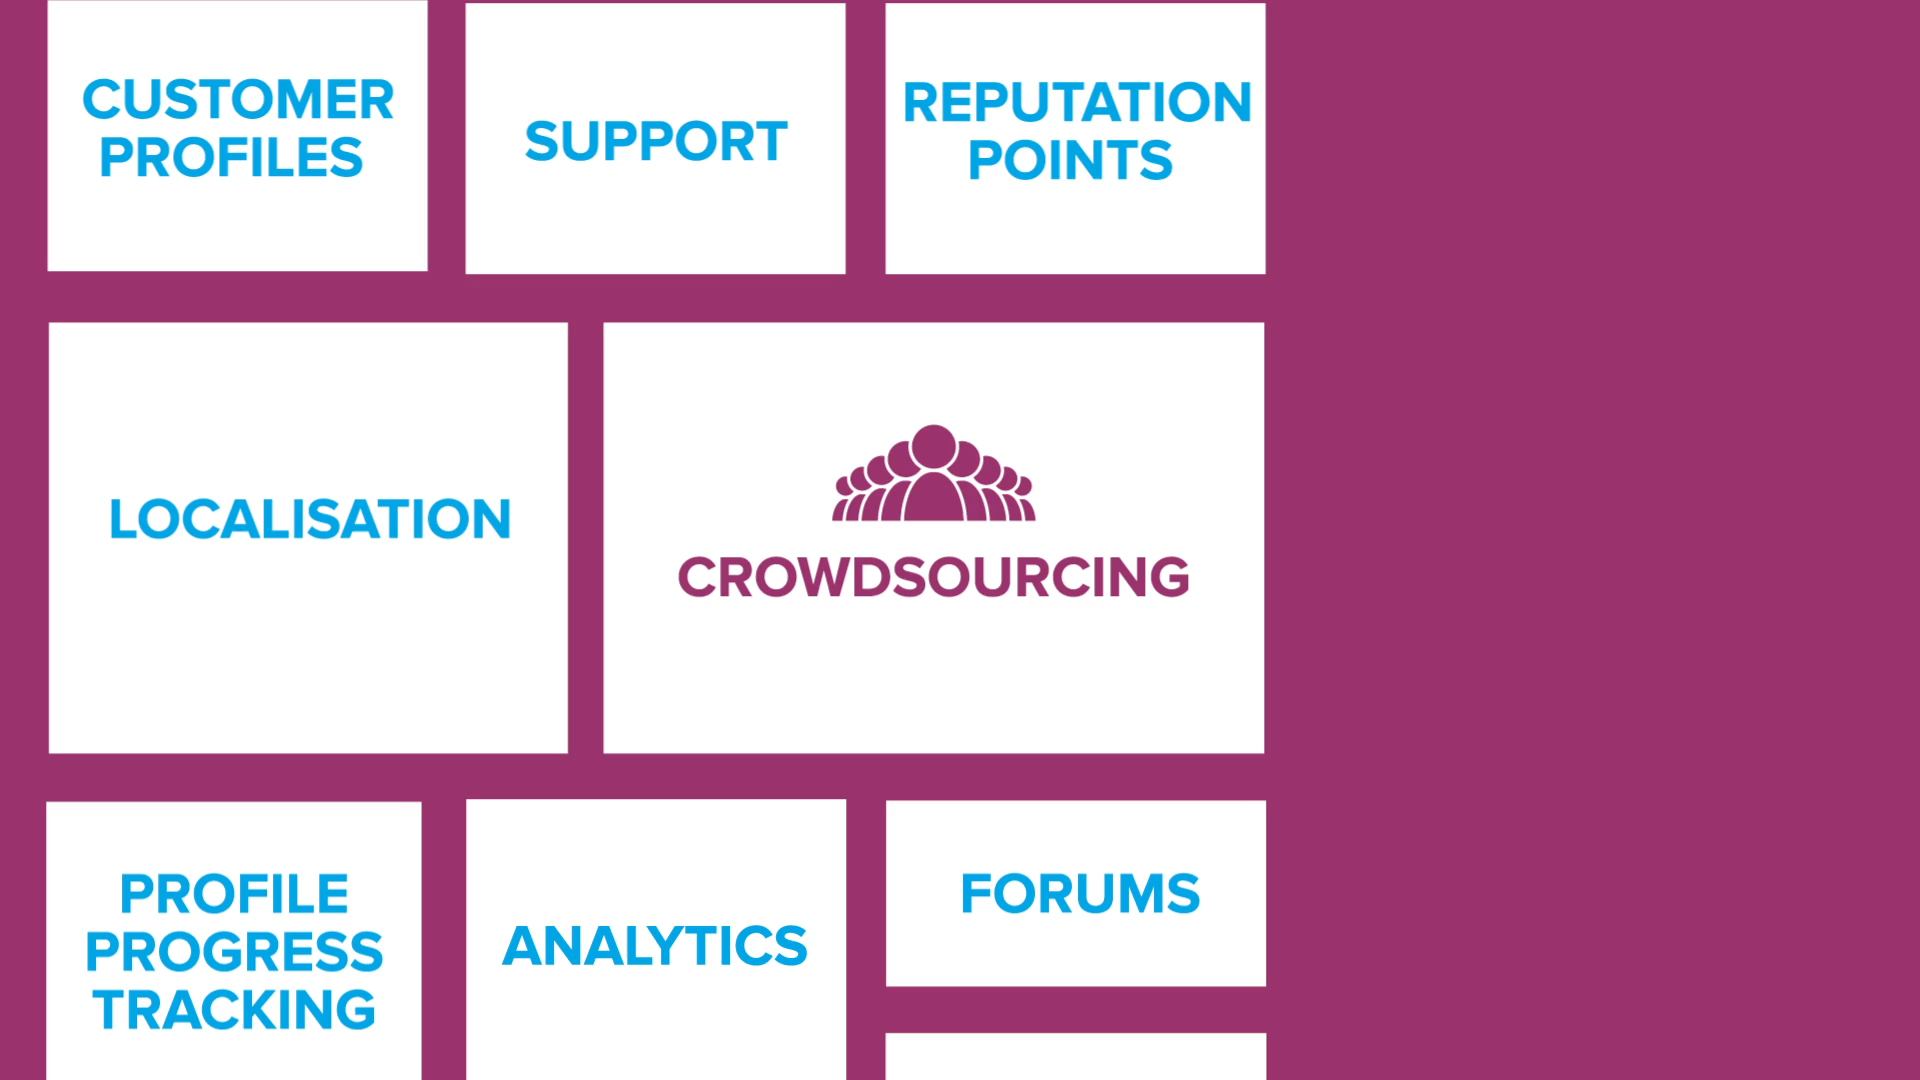 CUSTOMER
PROFILES
SUPPORT
REPUTATION
POINTS
LOCALISATION
CROWDSOURCING
PROFILE
PROGRESS
TRACKING
ANALYTICS
FORUMS